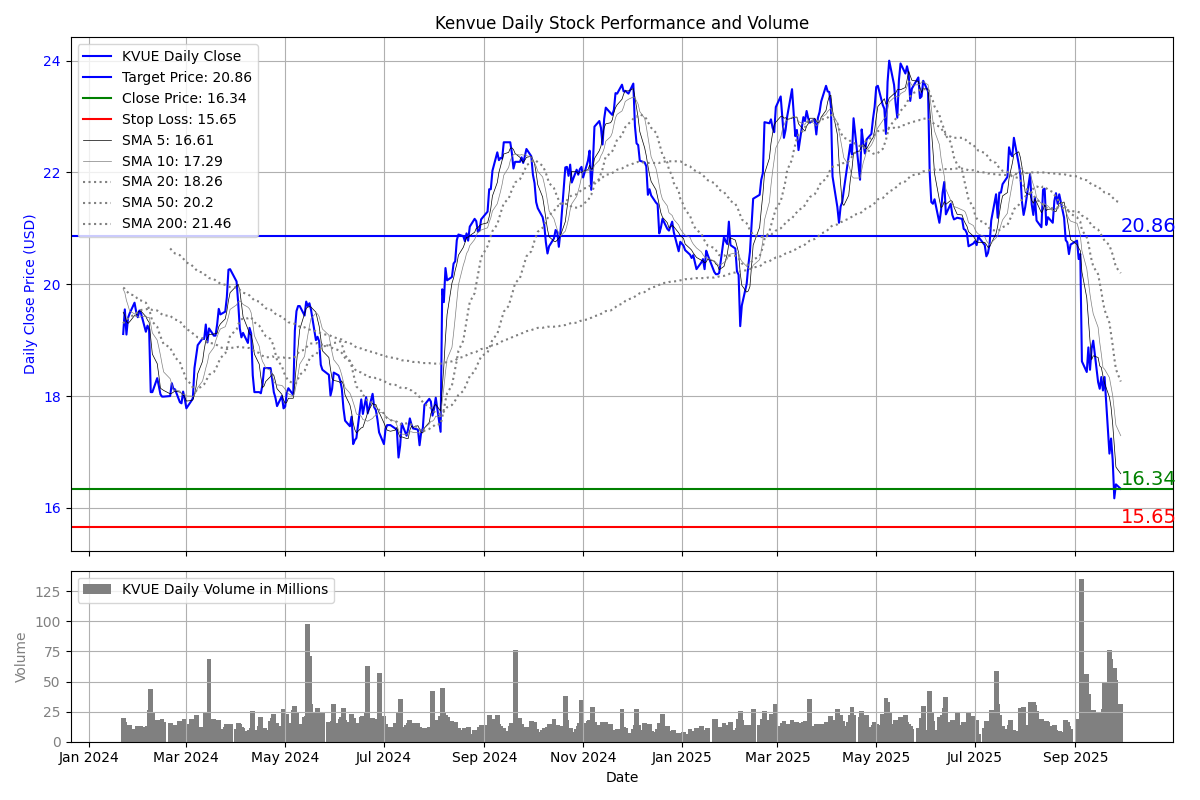 Kenvue Daily Stock Performance and Volume
KVUE Daily Close
Target Price: 20.86
Close Price: 16.34
Stop Loss: 15.65
SMA 5: 16.61
SMA 10: 17.29
SMA 20: 18.26
SMA 50: 20.2
SMA 200: 21.46
Daily Close Price (USD)
24
22
20
18
16
20.86
16.34
15.65
KVUE Daily Volume in Millions
Volume
125
100
75
50
25
0
Jan 2024 Mar 2024 May 2024 Jul 2024 Sep 2024 Nov 2024 Jan 2025 Mar 2025 May 2025 Jul 2025 Sep 2025
Date